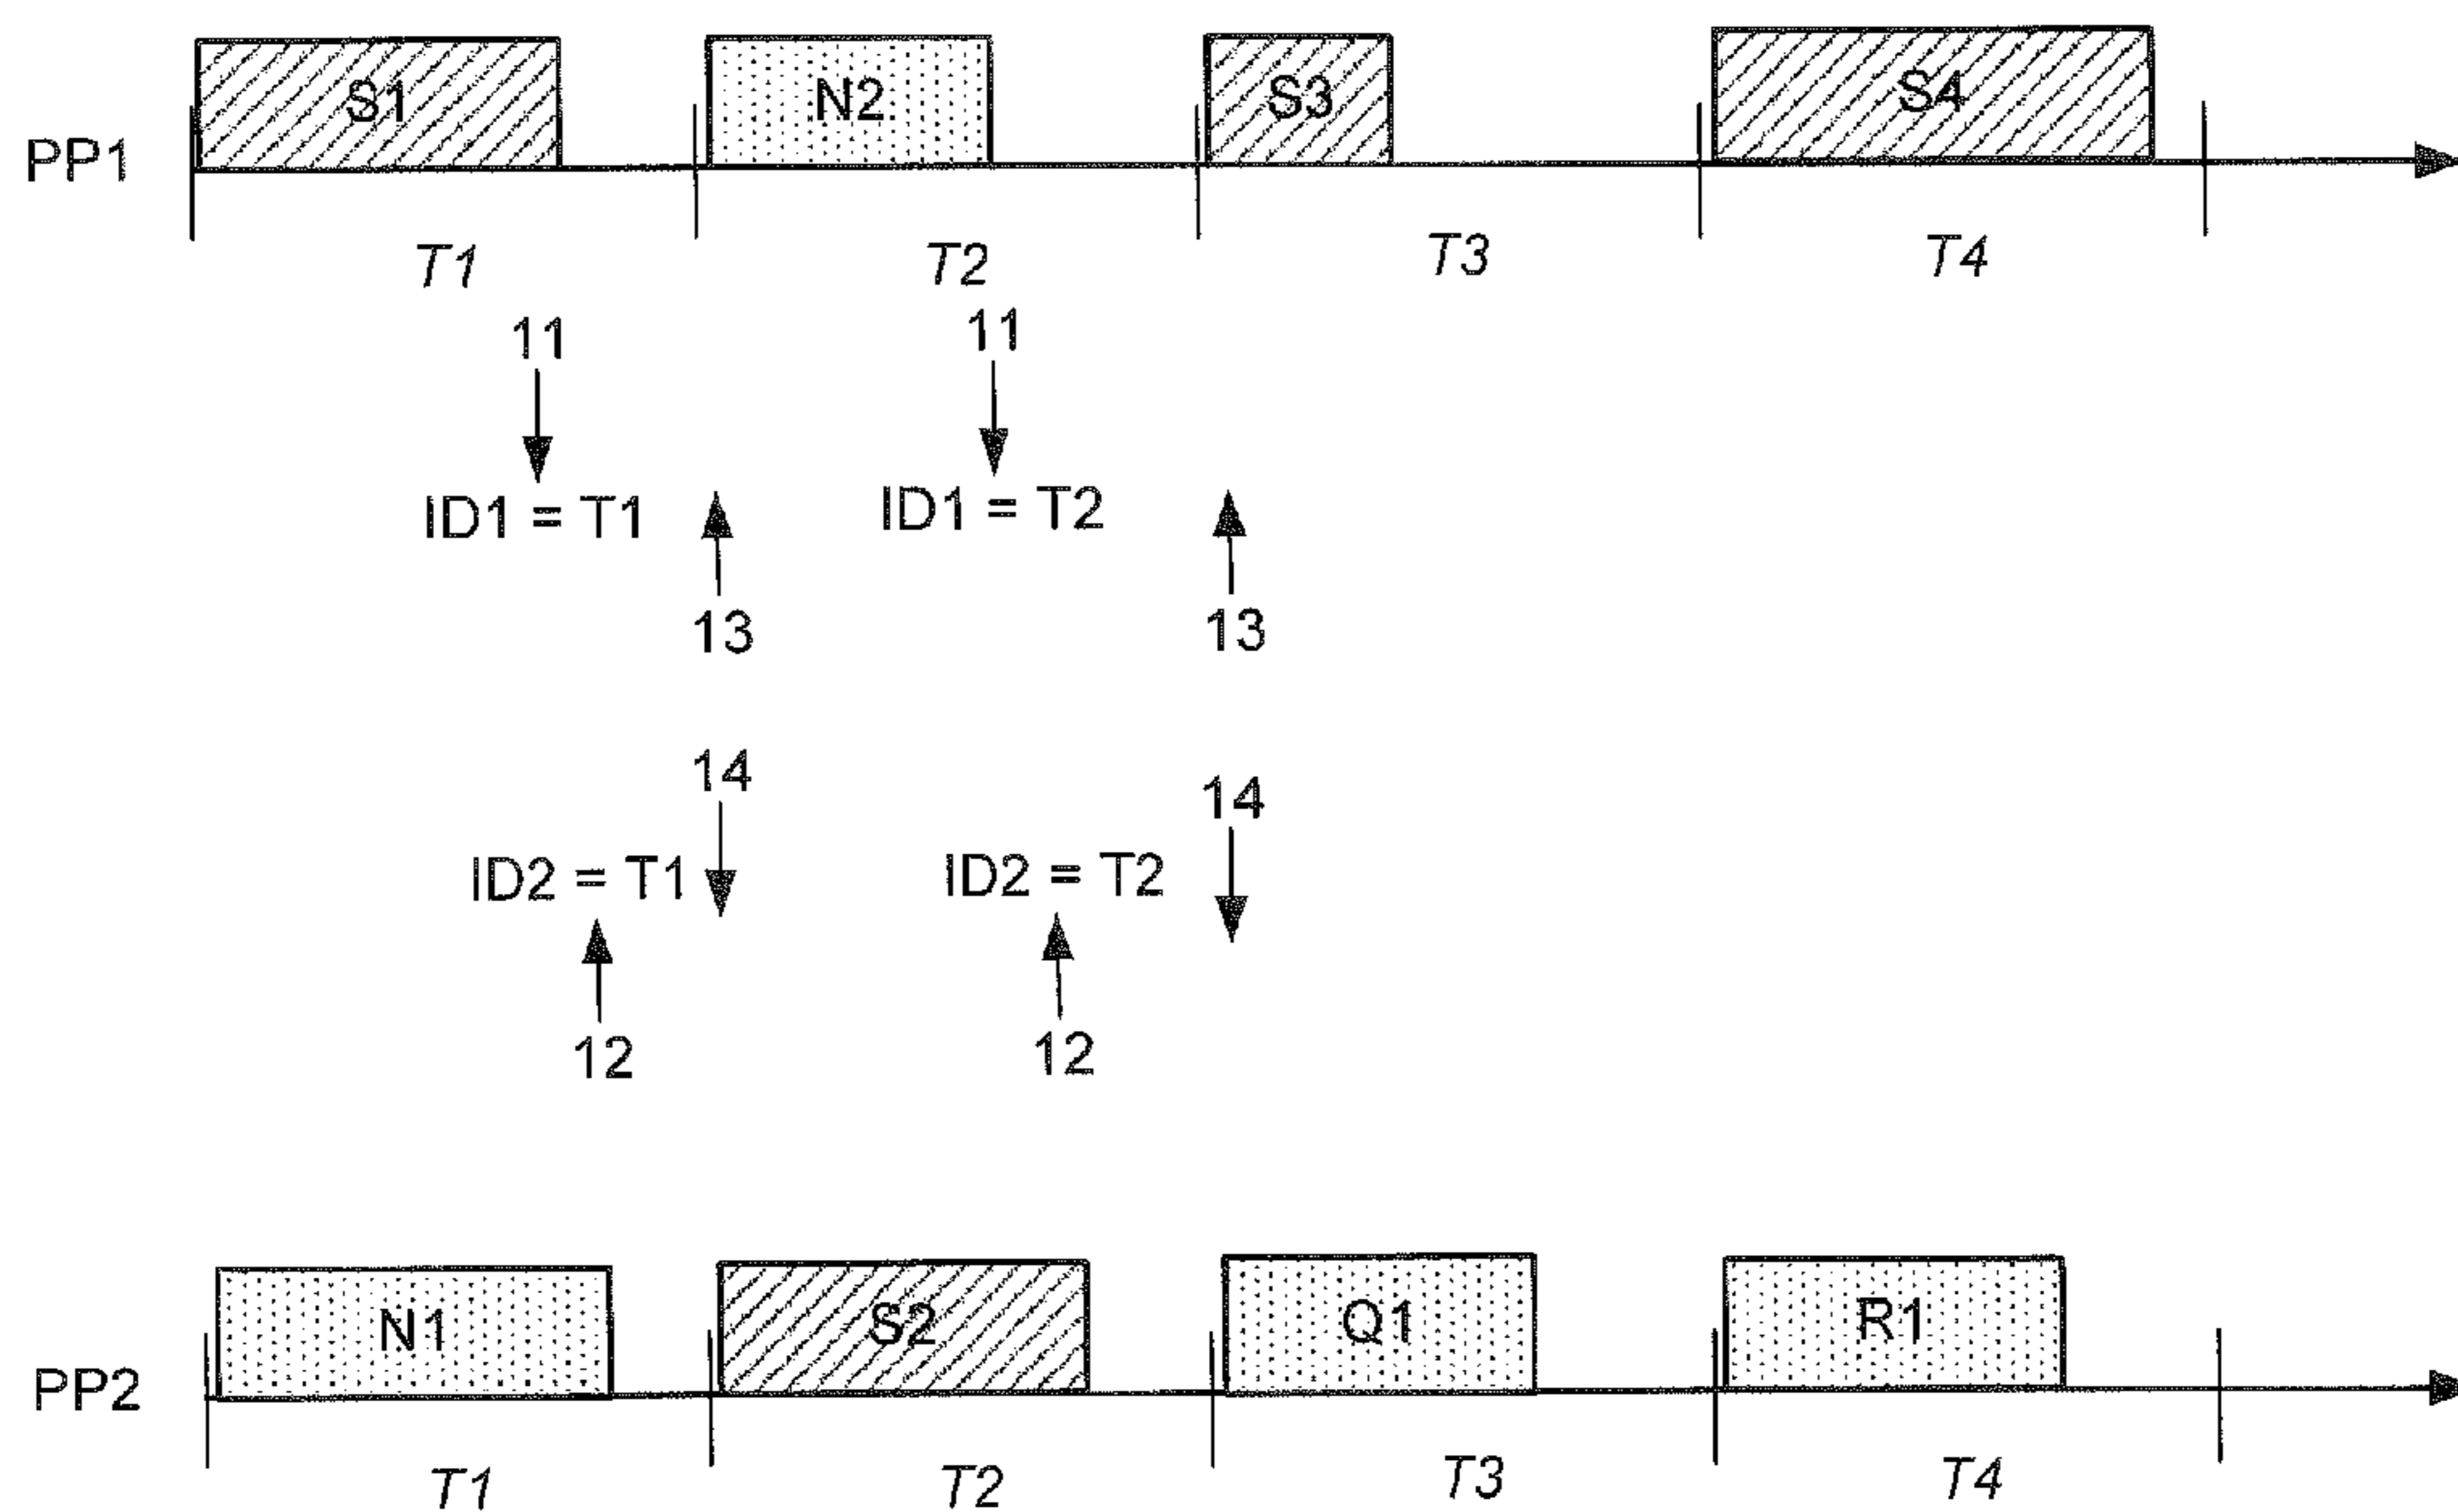 S1 N2 S3 S4
PP1
T1 T2 T3 T4
11 11
ID1 = T1 ID1 = T2
13 13
14 14
ID2 = T1 ID2 = T2
12 12
N1 S2 Q1 R1
PP2
T1 T2 T3 T4